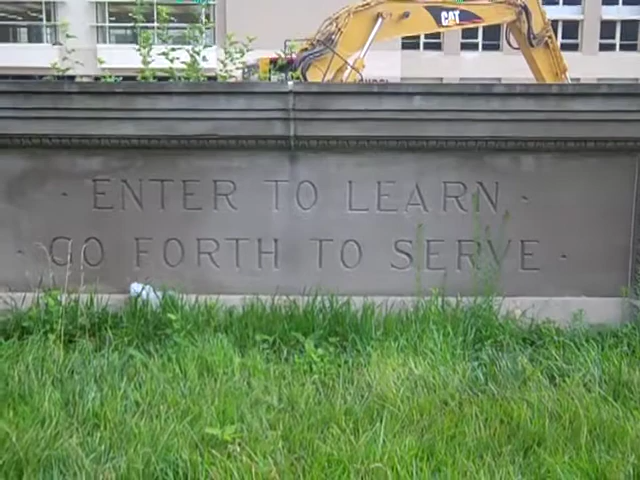 CAT
· ENTER TO LEARN ·
· GO FORTH TO SERVE ·